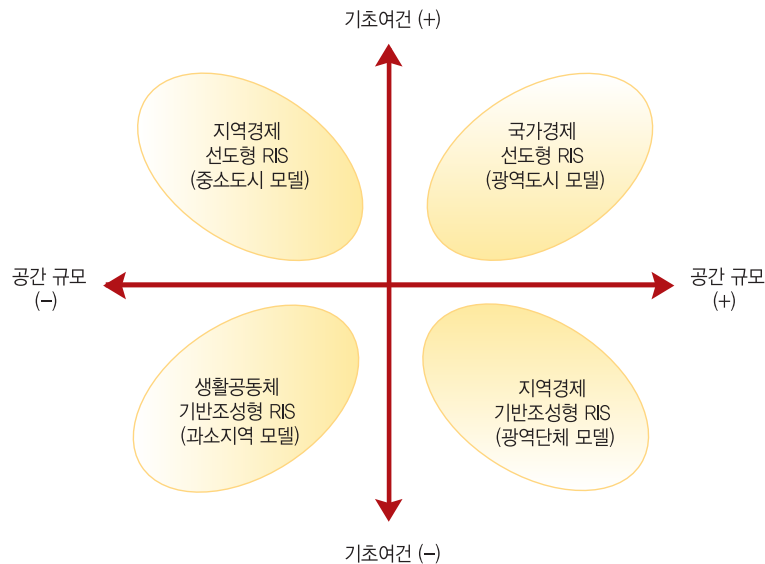 기초여건 (+)
지역경제
선도형 RIS
(중소도시 모델)
국가경제
선도형 RIS
(광역도시 모델)
공간 규모
(−)
공간 규모
(+)
생활공동체
기반조성형 RIS
(과소지역 모델)
지역경제
기반조성형 RIS
(광역단체 모델)
기초여건 (−)